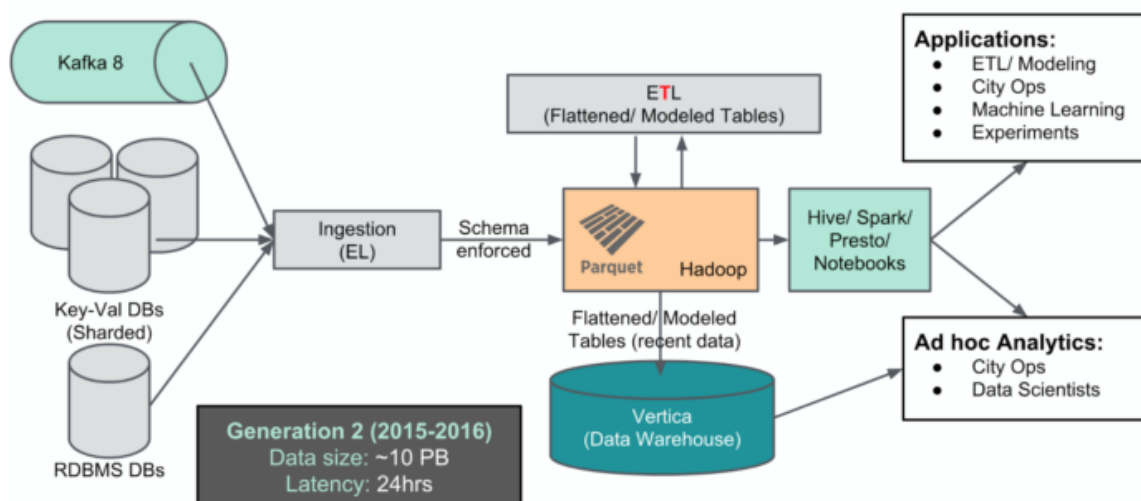 Kafka 8
Key-Val DBs
(Sharded)
RDBMS DBs
Ingestion
(EL)
Schema
enforced
ETL
(Flattened/ Modeled Tables)
Parquet
Hadoop
Flattened/ Modeled
Tables (recent data)
Vertica
(Data Warehouse)
Hive/ Spark/
Presto/
Notebooks
Applications:
● ETL/ Modeling
● City Ops
● Machine Learning
● Experiments
Ad hoc Analytics:
● City Ops
● Data Scientists
Generation 2 (2015-2016)
Data size: ~10 PB
Latency: 24hrs